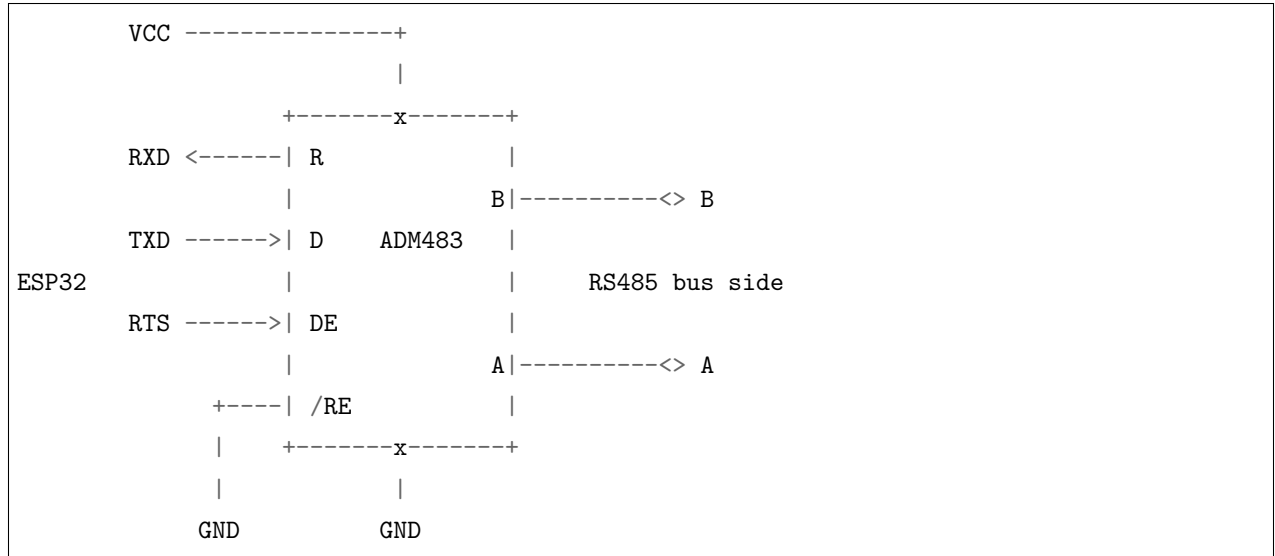 VCC ---------------+
|
+-------x-------+
RXD <------| R |
| B|----------<> B
TXD ------>| D ADM483 |
ESP32 | | RS485 bus side
RTS ------>| DE |
| A|----------<> A
+----| /RE |
| +-------x-------+
| |
GND GND